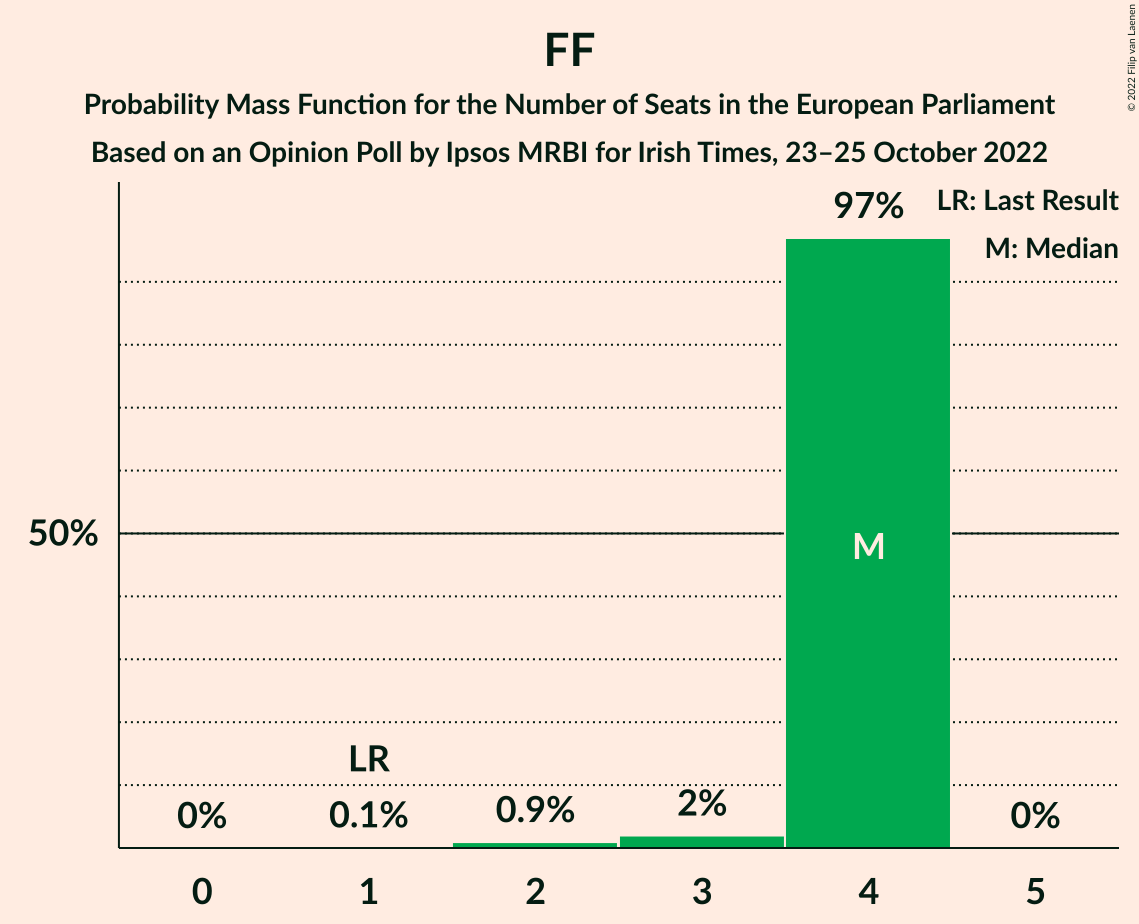 FF
Probability Mass Function for the Number of Seats in the European Parliament
Based on an Opinion Poll by Ipsos MRBI for Irish Times, 23–25 October 2022
© 2022 Filip van Laenen
LR: Last Result
M: Median
97%
50%
M
LR
0%
0.1%
0.9%
2%
0%
0 1 2 3 4 5